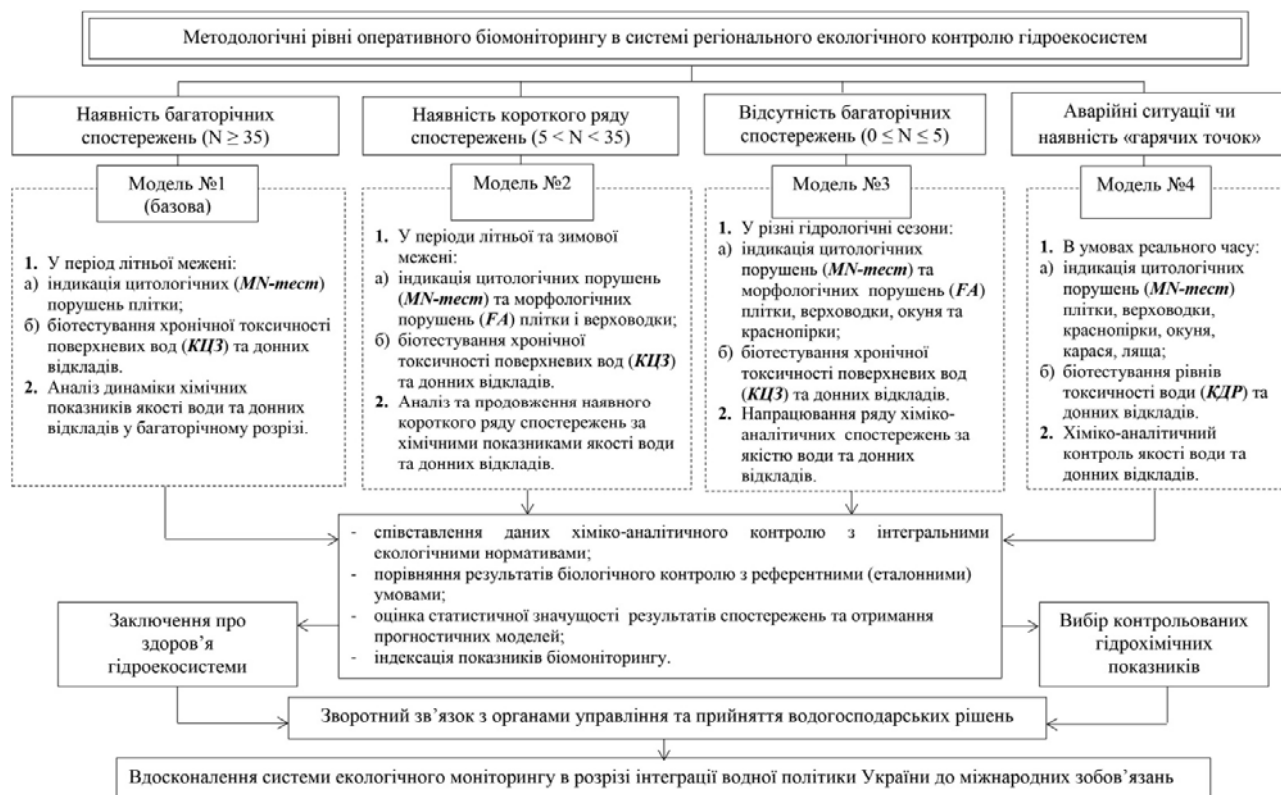 Методологічні рівні оперативного біомоніторингу в системі регіонального екологічного контролю гідроекосистем
Наявність багаторічних
спостережень (N ≥ 35)
Наявність короткого ряду
спостережень (5 < N < 35)
Відсутність багаторічних
спостережень (0 ≤ N ≤ 5)
Аварійні ситуації чи
наявність «гарячих точок»
Модель №1
(базова)
1. У період літньої межені:
а) індикація цитологічних (MN-тест)
порушень плітки;
б) біотестування хронічної токсичності
поверхневих вод (КЦЗ) та донних
відкладів.
2. Аналіз динаміки хімічних
показників якості води та донних
відкладів у багаторічному розрізі.
Модель №2
1. У періоди літньої та зимової
межені:
а) індикація цитологічних порушень
(MN-тест) та морфологічних
порушень (FA) плітки і верховодки;
б) біотестування хронічної
токсичності поверхневих вод (КЦЗ)
та донних відкладів.
2. Аналіз та продовження наявного
короткого ряду спостережень за
хімічними показниками якості води
та донних відкладів.
Модель №3
1. У різні гідрологічні сезони:
а) індикація цитологічних
порушень (MN-тест) та
морфологічних порушень (FA)
плітки, верховодки, окуня та
краснопірки;
б) біотестування хронічної
токсичності поверхневих вод
(КЦЗ) та донних відкладів.
2. Напрацювання ряду хіміко-
аналітичних спостережень за
якістю води та донних
відкладів.
Модель №4
1. В умовах реального часу:
а) індикація цитологічних
порушень (MN-тест)
плітки, верховодки,
краснопірки, окуня,
карася, ляща;
б) біотестування рівнів
токсичності води (КДР) та
донних відкладів.
2. Хіміко-аналітичний
контроль якості води та
донних відкладів.
- співставлення даних хіміко-аналітичного контролю з інтегральними
екологічними нормативами;
- порівняння результатів біологічного контролю з референтними (еталонними)
умовами;
- оцінка статистичної значущості результатів спостережень та отримання
прогностичних моделей;
- індексація показників біомоніторингу.
Заключення про
здоров’я
гідроекосистеми
Вибір контрольованих
гідрохімічних
показників
Зворотний зв’язок з органами управління та прийняття водогосподарських рішень
Вдосконалення системи екологічного моніторингу в розрізі інтеграції водної політики України до міжнародних зобов’язань